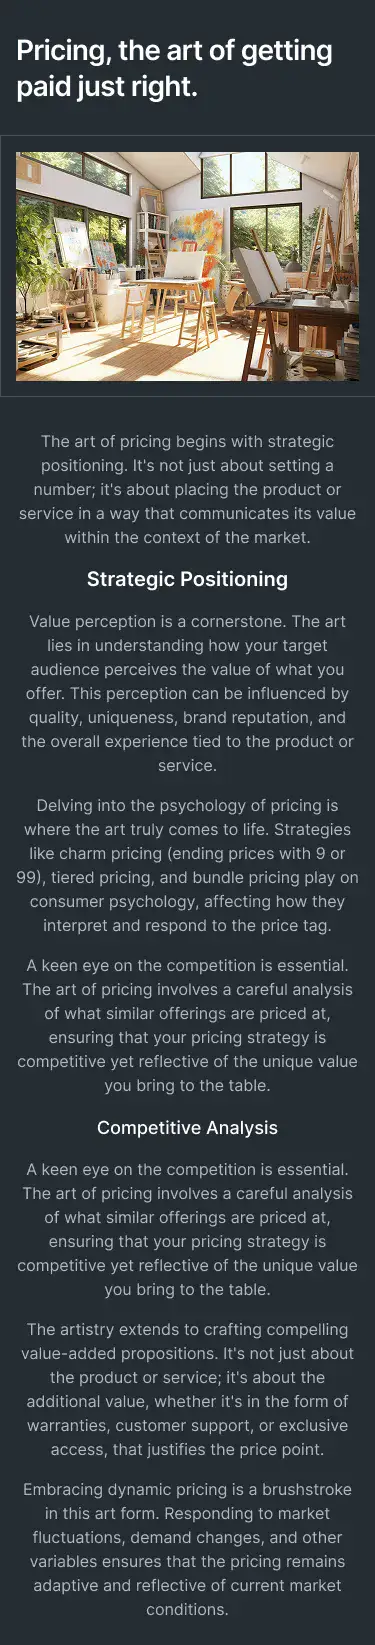 Pricing, the art of getting
paid just right.
The art of pricing begins with strategic
positioning. It's not just about setting a
number; it's about placing the product or
service in a way that communicates its value
within the context of the market.
Strategic Positioning
Value perception is a cornerstone. The art
lies in understanding how your target
audience perceives the value of what you
offer. This perception can be influenced by
quality, uniqueness, brand reputation, and
the overall experience tied to the product or
service.
Delving into the psychology of pricing is
where the art truly comes to life. Strategies
like charm pricing (ending prices with 9 or
99), tiered pricing, and bundle pricing play on
consumer psychology, affecting how they
interpret and respond to the price tag.
A keen eye on the competition is essential.
The art of pricing involves a careful analysis
of what similar offerings are priced at,
ensuring that your pricing strategy is
competitive yet reflective of the unique value
you bring to the table.
Competitive Analysis
A keen eye on the competition is essential.
The art of pricing involves a careful analysis
of what similar offerings are priced at,
ensuring that your pricing strategy is
competitive yet reflective of the unique value
you bring to the table.
The artistry extends to crafting compelling
value-added propositions. It's not just about
the product or service; it's about the
additional value, whether it's in the form of
warranties, customer support, or exclusive
access, that justifies the price point.
Embracing dynamic pricing is a brushstroke
in this art form. Responding to market
fluctuations, demand changes, and other
variables ensures that the pricing remains
adaptive and reflective of current market
conditions.